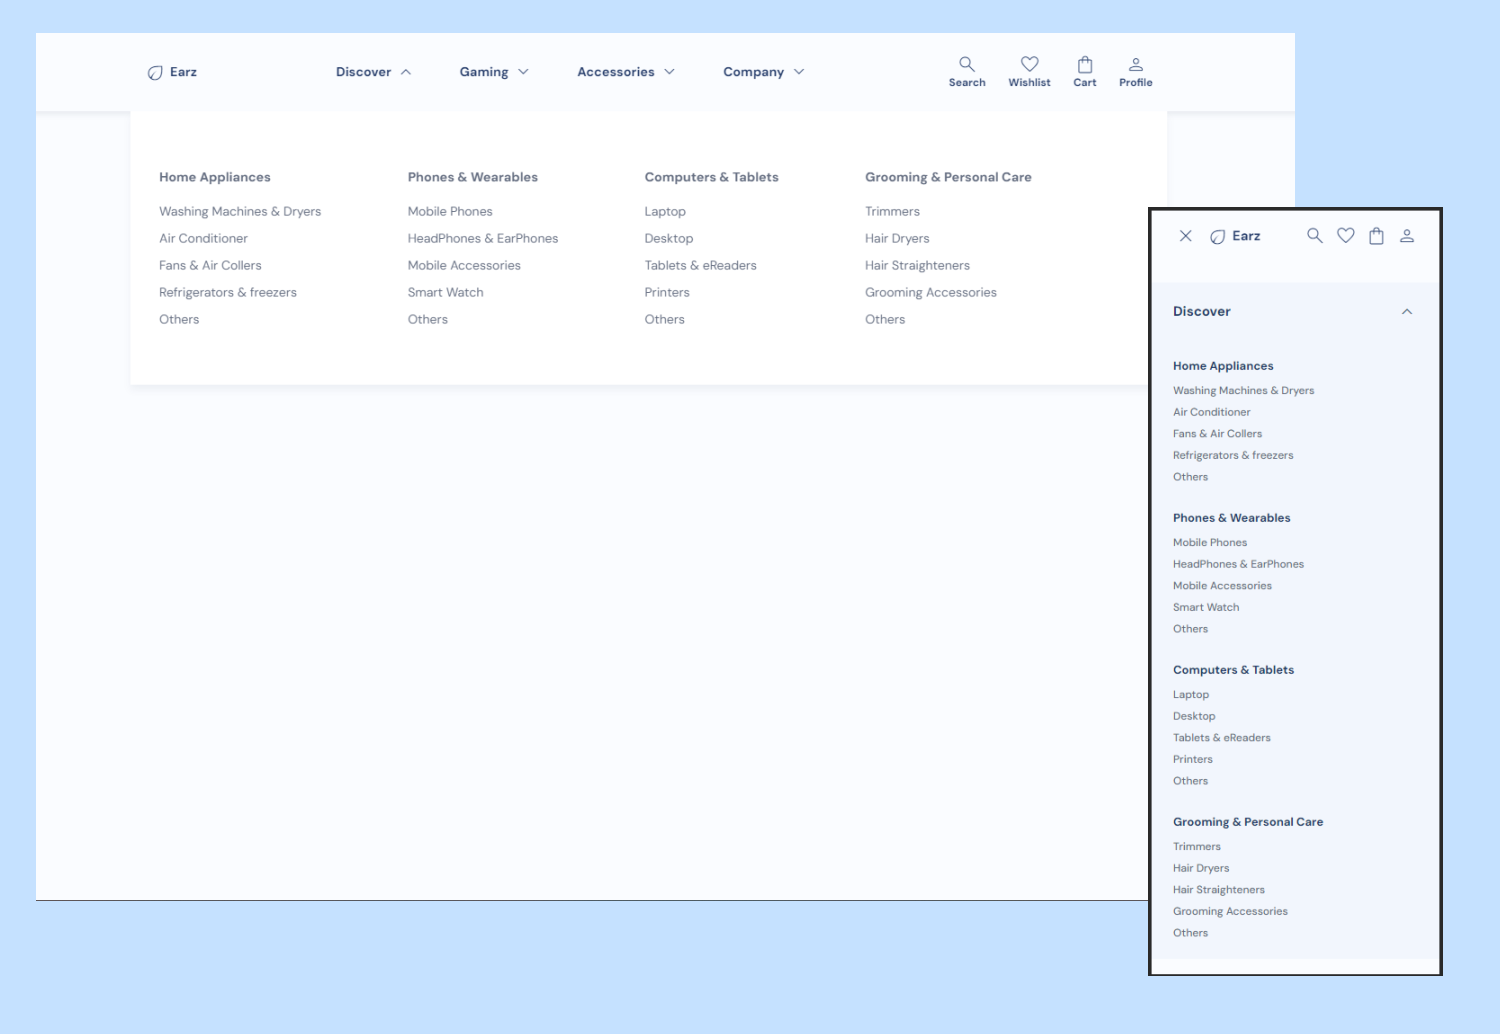 Earz
Discover
Gaming
Accessories
Company
Search
Wishlist
Cart
Profile
Home Appliances
Washing Machines & Dryers
Air Conditioner
Fans & Air Collers
Refrigerators & freezers
Others
Phones & Wearables
Mobile Phones
HeadPhones & EarPhones
Mobile Accessories
Smart Watch
Others
Computers & Tablets
Laptop
Desktop
Tablets & eReaders
Printers
Others
Grooming & Personal Care
Trimmers
Hair Dryers
Hair Straighteners
Grooming Accessories
Others
Earz
Discover
Home Appliances
Washing Machines & Dryers
Air Conditioner
Fans & Air Collers
Refrigerators & freezers
Others
Phones & Wearables
Mobile Phones
HeadPhones & EarPhones
Mobile Accessories
Smart Watch
Others
Computers & Tablets
Laptop
Desktop
Tablets & eReaders
Printers
Others
Grooming & Personal Care
Trimmers
Hair Dryers
Hair Straighteners
Grooming Accessories
Others